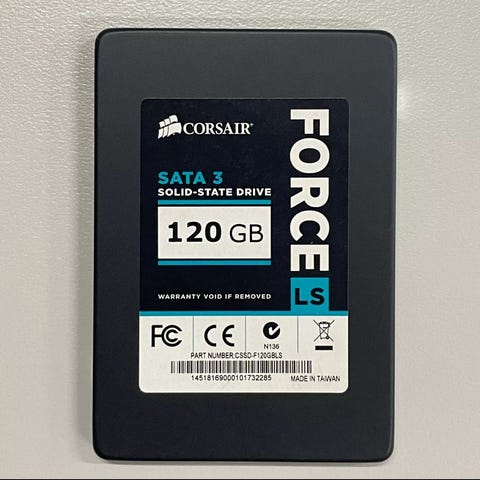 CORSAIR
FORCE LS
SATA 3
SOLID-STATE DRIVE
120 GB
WARRANTY VOID IF REMOVED
FC CE N136
PART NUMBER:CSSD-F120GBLS
14518169000101732285
MADE IN TAIWAN